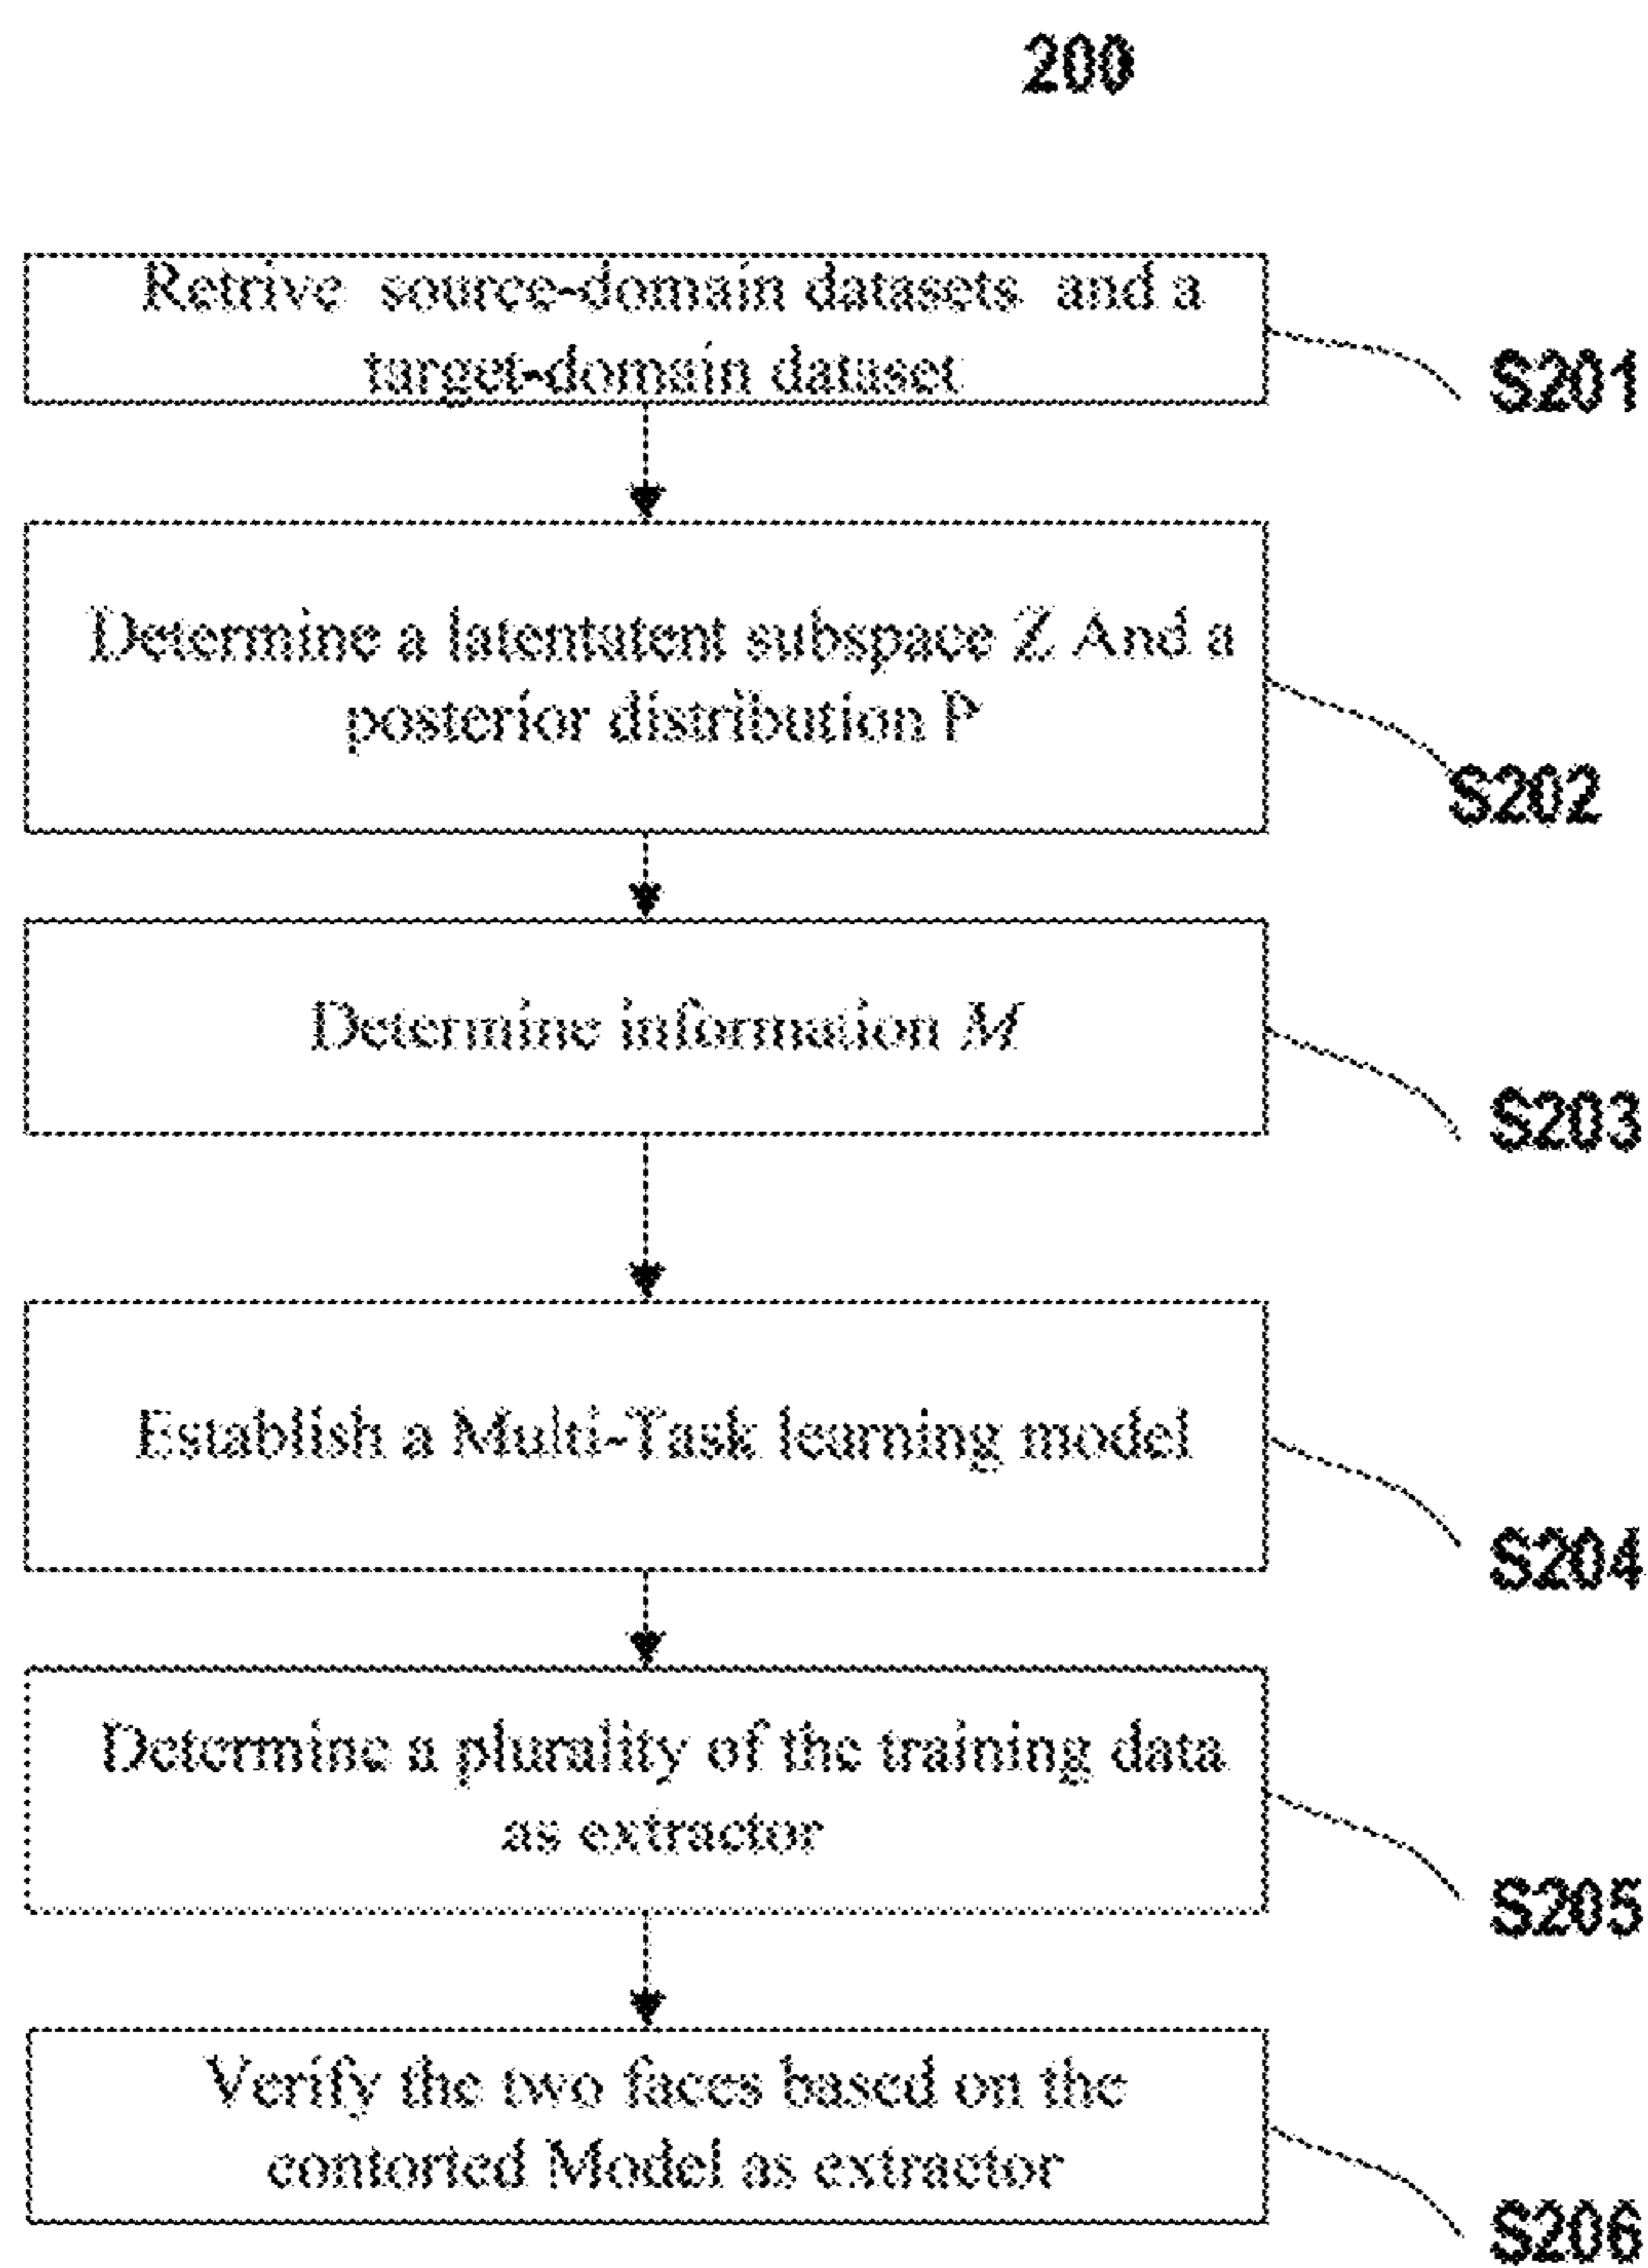 200
Retrive source-domain datasets and a
target-domain dataset
S201
Determine a latentatent subspace Z And a
posterior distribution P
S202
Determine information M
S203
Establish a Multi-Task learning model
S204
Determine a plurality of the training data
as extractor
S205
Verify the two faces based on the
contorted Model as extractor
S206